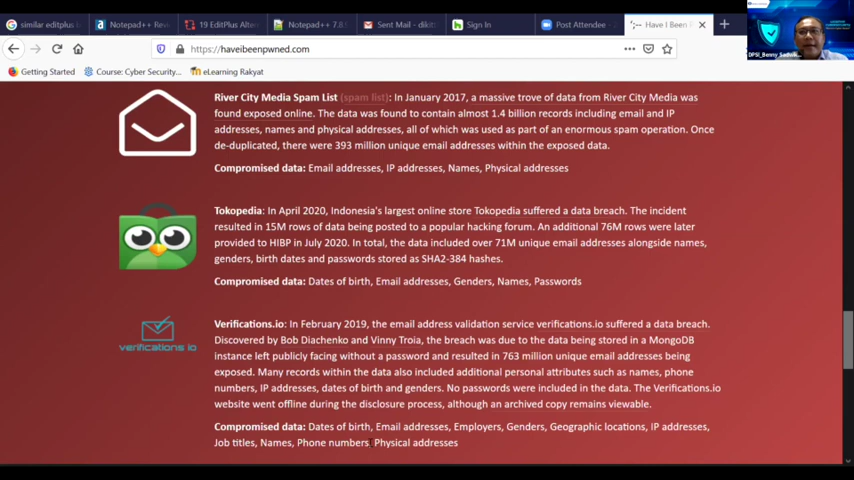 similar editplus
Notepad++ Rev
19 EditPlus Alter
Notepad++ 7.8.
Sent Mail - dikit
Sign In
Post Attendee -
Have I Been P
https://haveibeenpwned.com
Getting Started
Course: Cyber Security...
eLearning Rakyat
River City Media Spam List (spam list): In January 2017, a massive trove of data from River City Media was
found exposed online. The data was found to contain almost 1.4 billion records including email and IP
addresses, names and physical addresses, all of which was used as part of an enormous spam operation. Once
de-duplicated, there were 393 million unique email addresses within the exposed data.
Compromised data: Email addresses, IP addresses, Names, Physical addresses
Tokopedia: In April 2020, Indonesia's largest online store Tokopedia suffered a data breach. The incident
resulted in 15M rows of data being posted to a popular hacking forum. An additional 76M rows were later
provided to HIBP in July 2020. In total, the data included over 71M unique email addresses alongside names,
genders, birth dates and passwords stored as SHA2-384 hashes.
Compromised data: Dates of birth, Email addresses, Genders, Names, Passwords
verifications io
Verifications.io: In February 2019, the email address validation service verifications.io suffered a data breach.
Discovered by Bob Diachenko and Vinny Troia, the breach was due to the data being stored in a MongoDB
instance left publicly facing without a password and resulted in 763 million unique email addresses being
exposed. Many records within the data also included additional personal attributes such as names, phone
numbers, IP addresses, dates of birth and genders. No passwords were included in the data. The Verifications.io
website went offline during the disclosure process, although an archived copy remains viewable.
Compromised data: Dates of birth, Email addresses, Employers, Genders, Geographic locations, IP addresses,
Job titles, Names, Phone numbers, Physical addresses